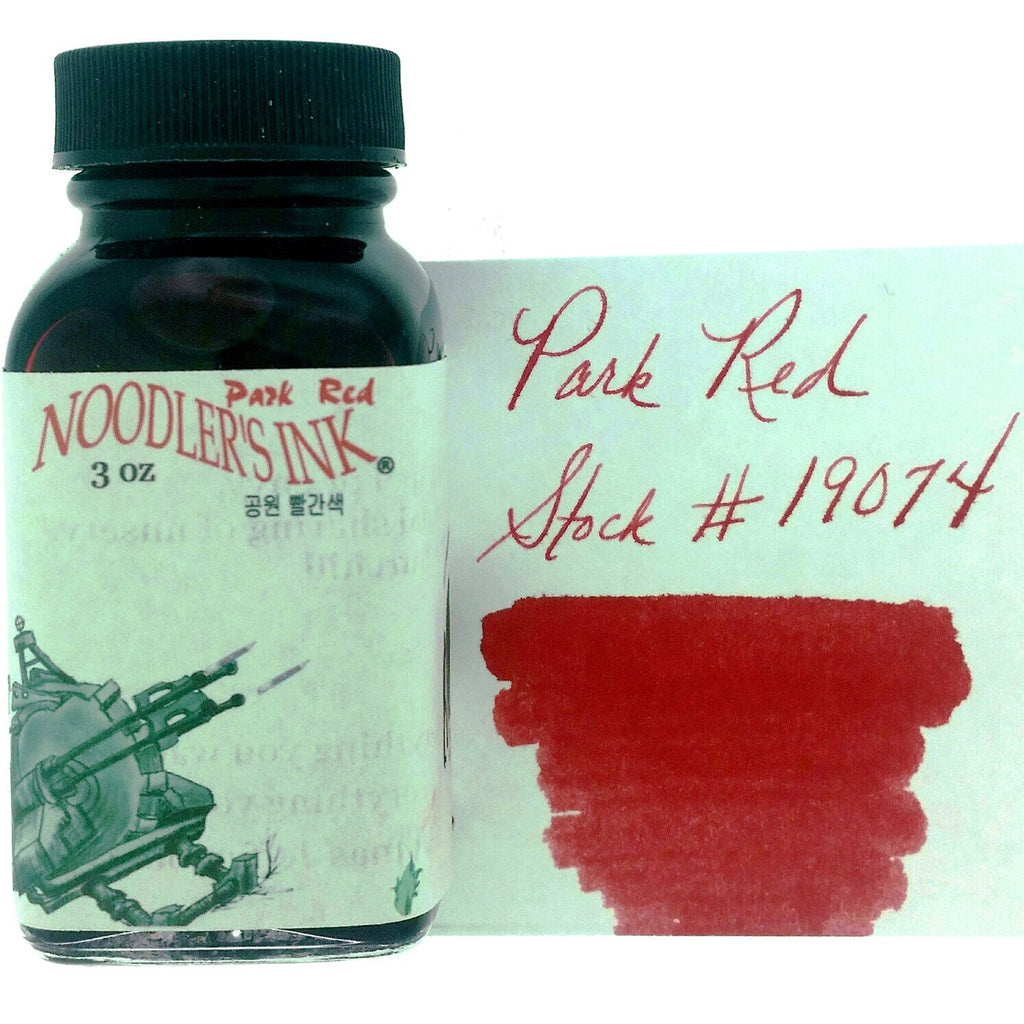 Park Red
NOODLER'S INK®
3 oz
공원 빨간색
Park Red
Stock # 19074